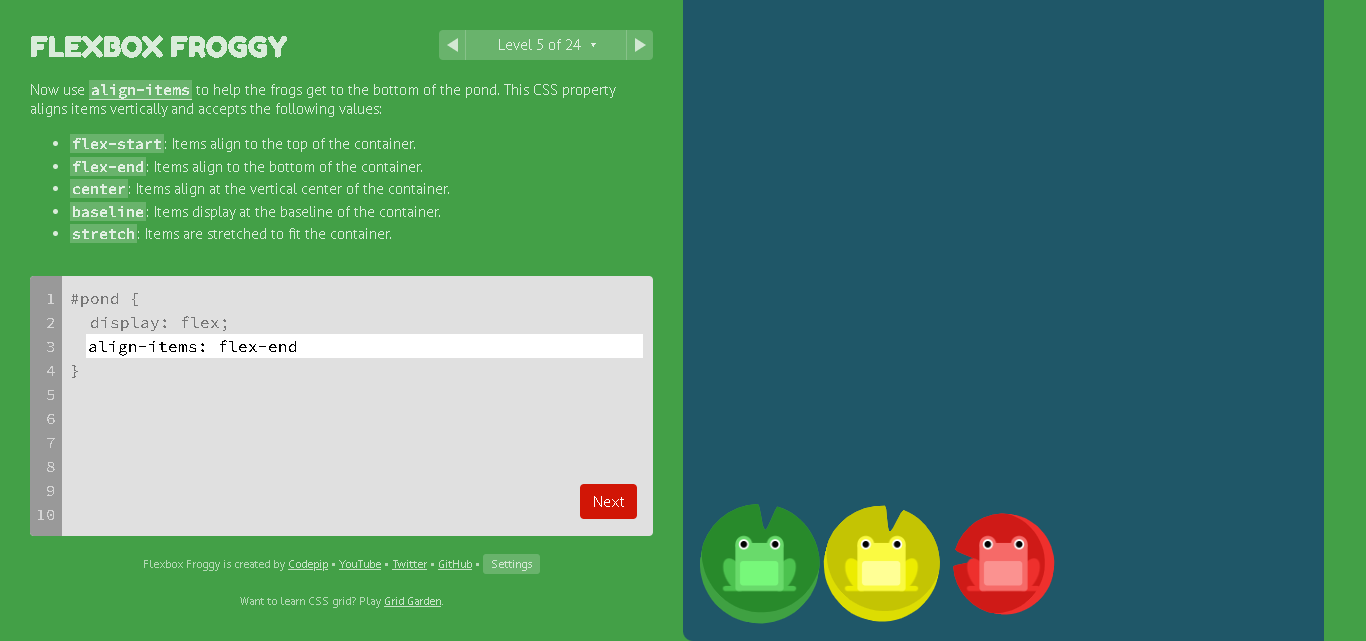 FLEXBOX FROGGY
Level 5 of 24 ▾
Now use align-items to help the frogs get to the bottom of the pond. This CSS property
aligns items vertically and accepts the following values:
• flex-start: Items align to the top of the container.
• flex-end: Items align to the bottom of the container.
• center: Items align at the vertical center of the container.
• baseline: Items display at the baseline of the container.
• stretch: Items are stretched to fit the container.
1 #pond {
2 display: flex;
3 align-items: flex-end
4 }
5
6
7
8
9
10
Next
Flexbox Froggy is created by Codepip • YouTube • Twitter • GitHub • Settings
Want to learn CSS grid? Play Grid Garden.